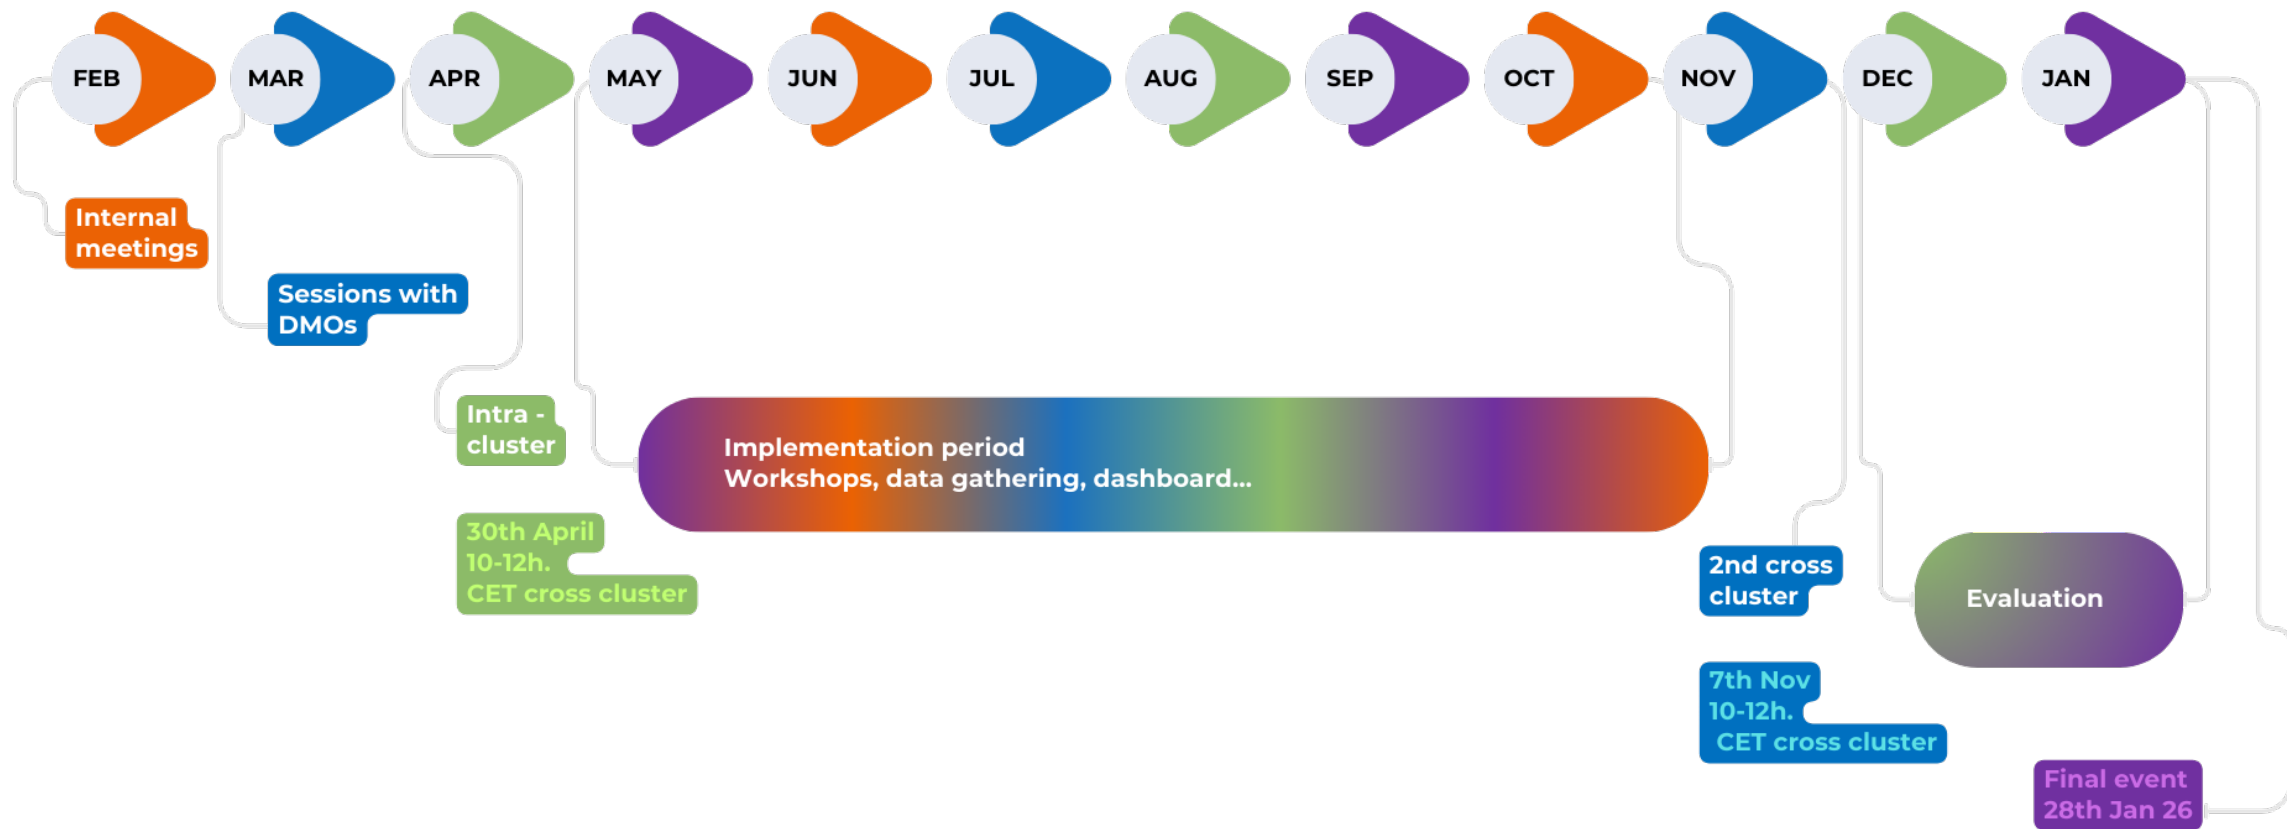 FEB
MAR
APR
MAY
JUN
JUL
AUG
SEP
OCT
NOV
DEC
JAN
Internal
meetings
Sessions with
DMOs
Intra -
cluster
30th April
10-12h.
CET cross cluster
Implementation period
Workshops, data gathering, dashboard...
2nd cross
cluster
7th Nov
10-12h.
CET cross cluster
Evaluation
Final event
28th Jan 26